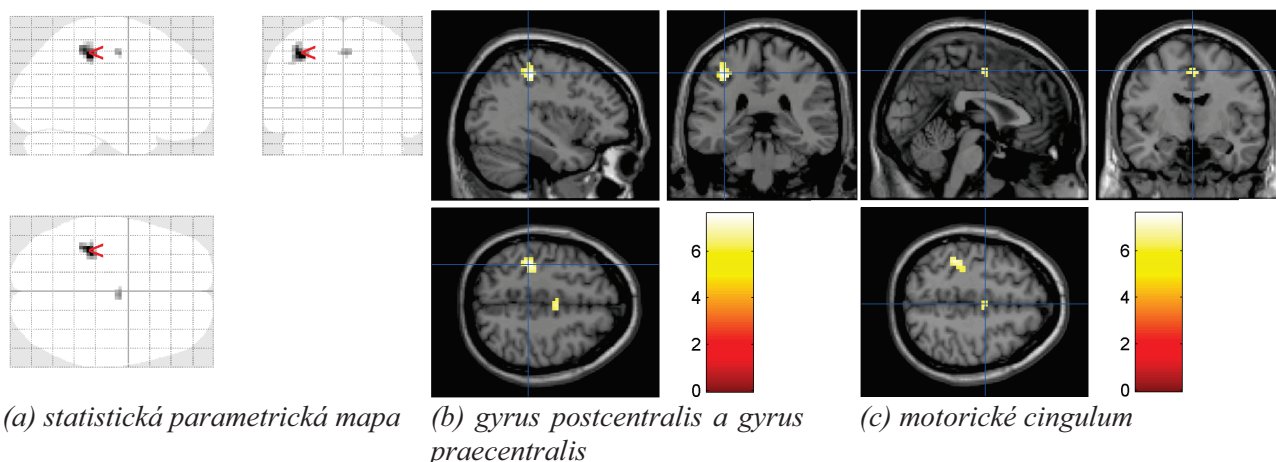 6
4
2
0
6
4
2
0
(a) statistická parametrická mapa
(b) gyrus postcentralis a gyrus
praecentralis
(c) motorické cingulum